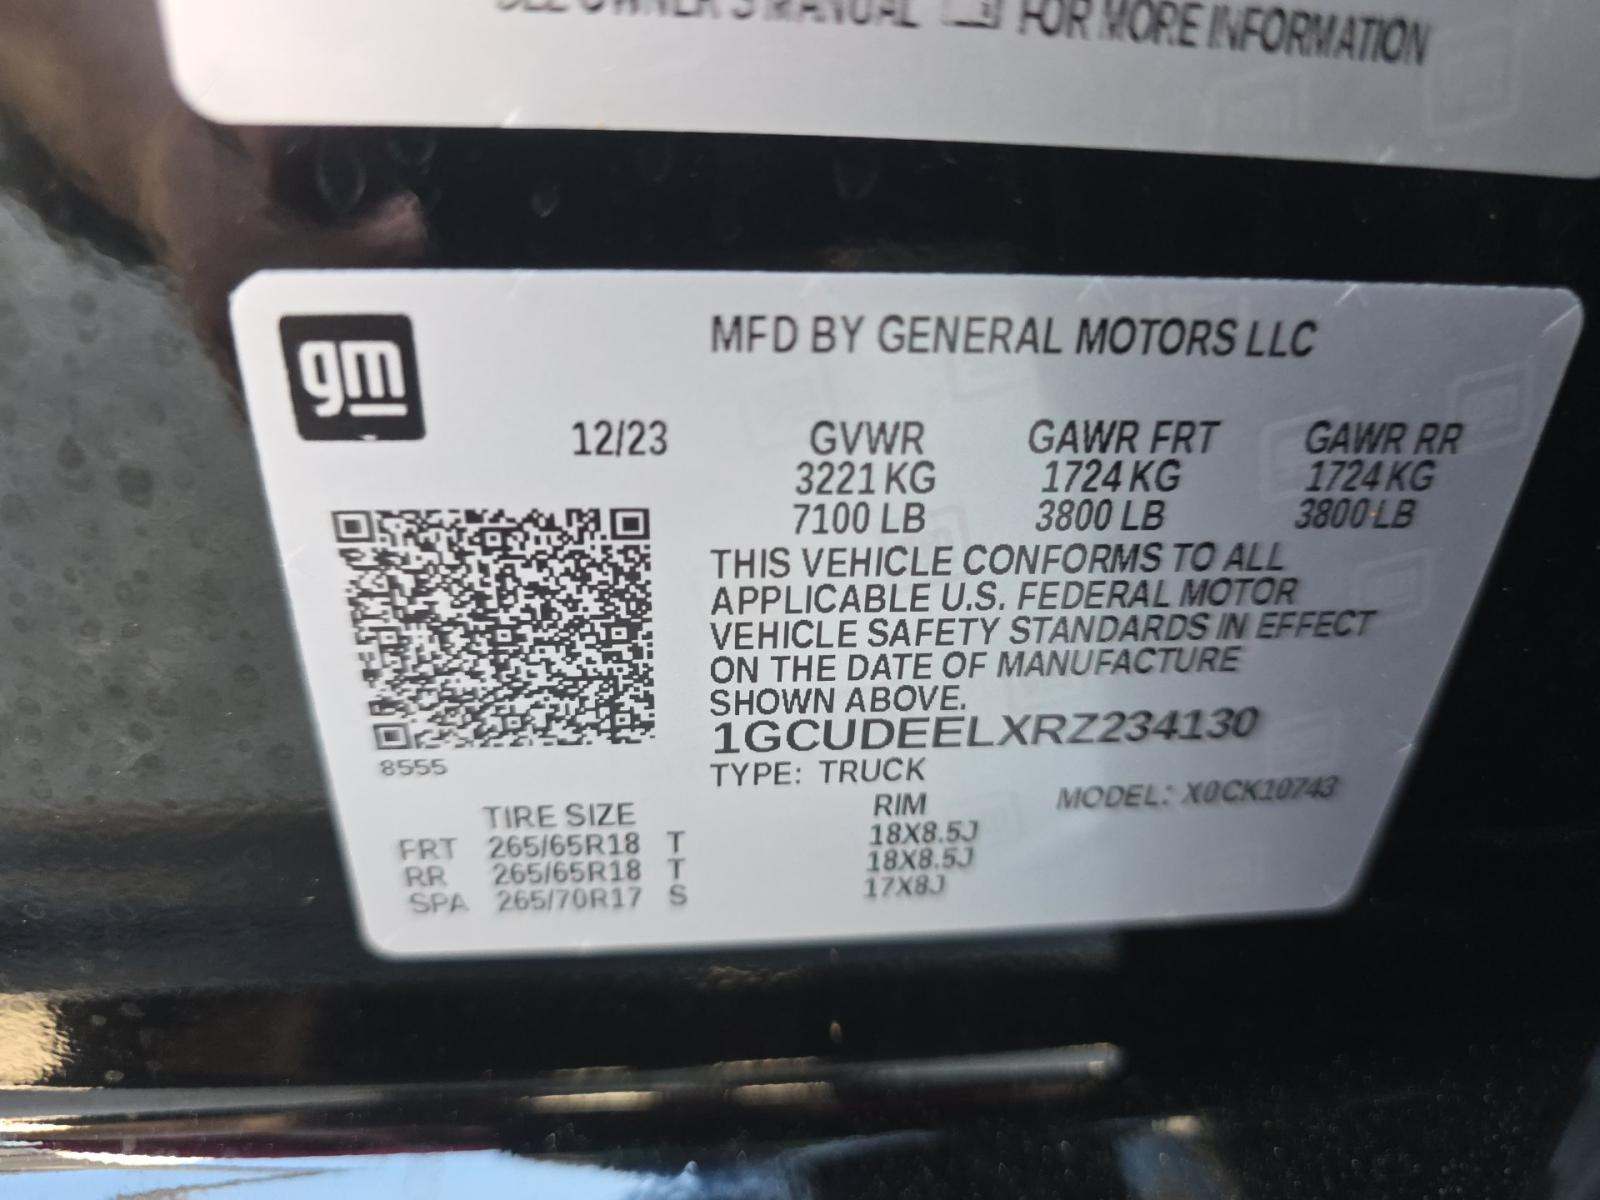 SEE OWNER'S MANUAL FOR MORE INFORMATION
gm
MFD BY GENERAL MOTORS LLC
12/23 GVWR GAWR FRT GAWR RR
3221 KG 1724 KG 1724 KG
7100 LB 3800 LB 3800 LB
THIS VEHICLE CONFORMS TO ALL
APPLICABLE U.S. FEDERAL MOTOR
VEHICLE SAFETY STANDARDS IN EFFECT
ON THE DATE OF MANUFACTURE
SHOWN ABOVE.
1GCUDEELXRZ234130
8555
TYPE: TRUCK
MODEL: X0CK10743
TIRE SIZE RIM
FRT 265/65R18 T 18X8.5J
RR 265/65R18 T 18X8.5J
SPA 265/70R17 S 17X8J